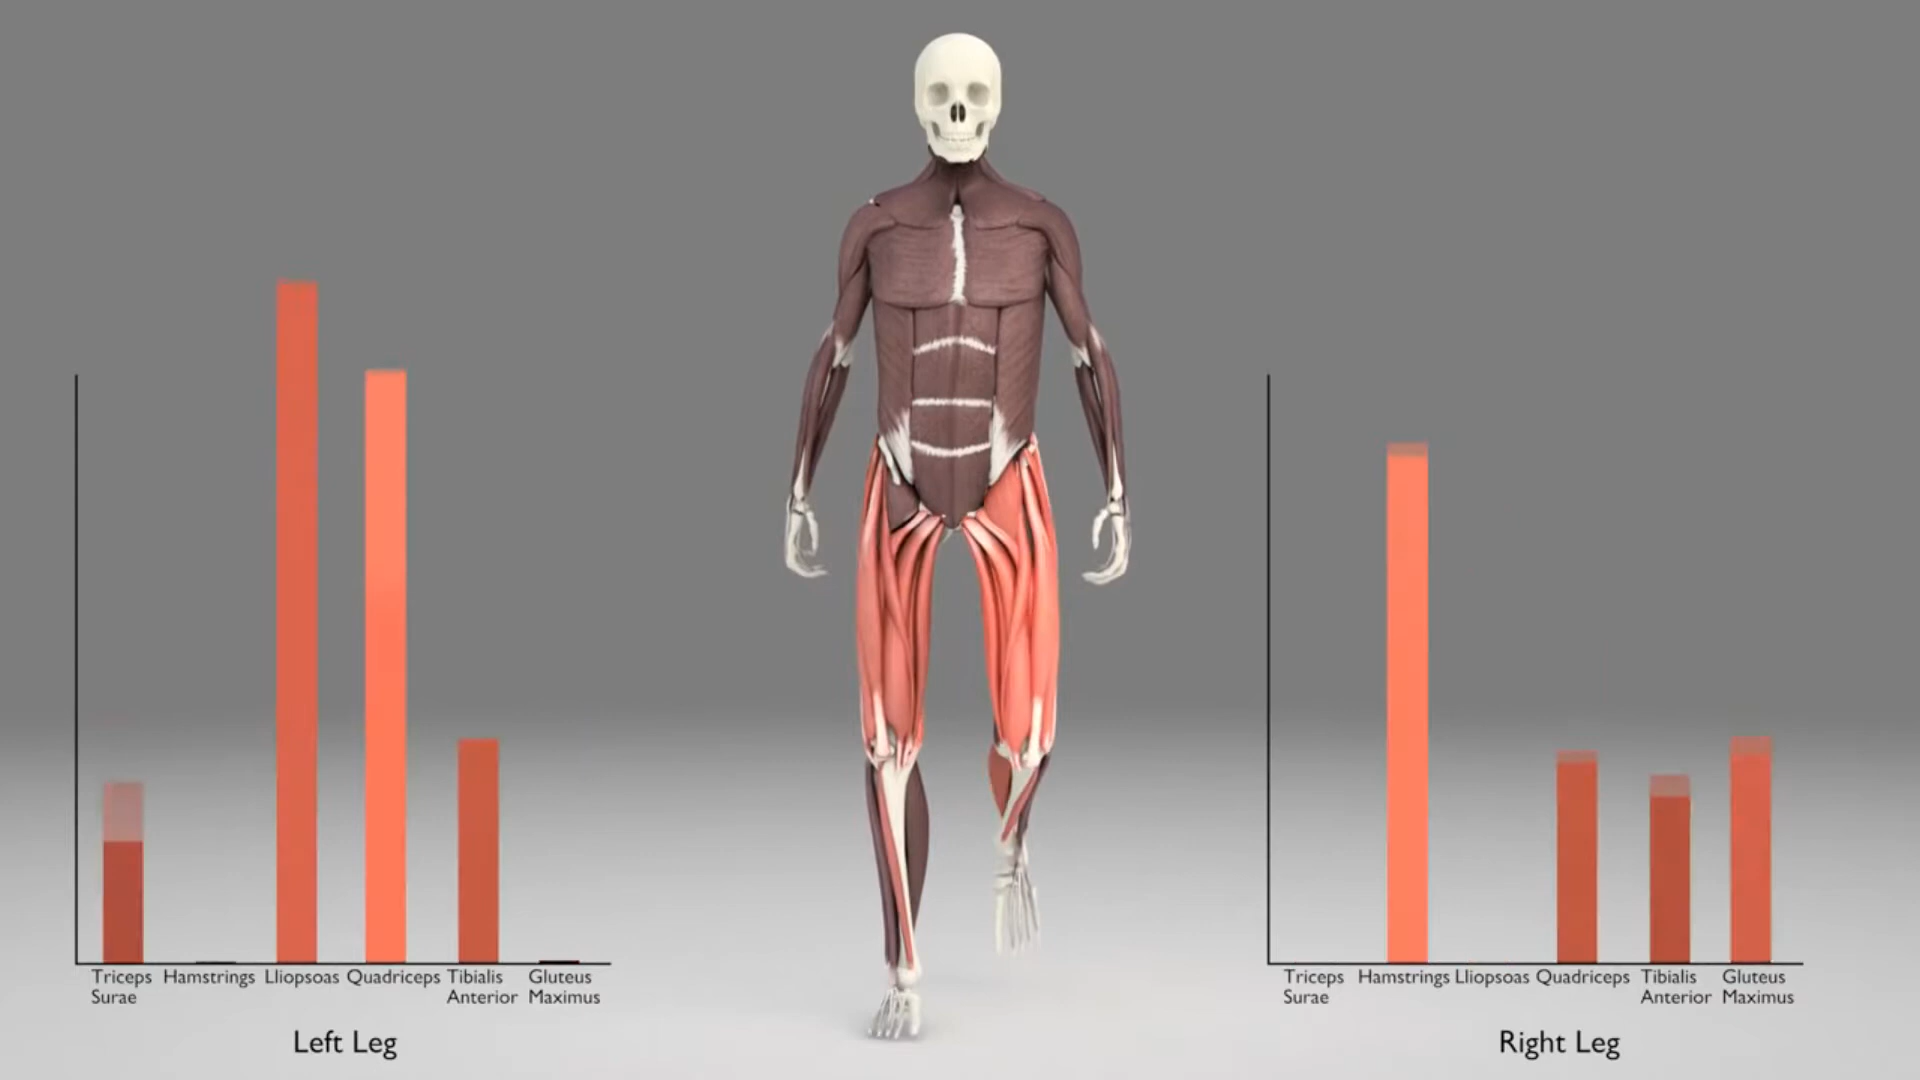 Triceps Surae
Hamstrings
Lliopsoas
Quadriceps
Tibialis Anterior
Gluteus Maximus
Left Leg
Triceps Surae
Hamstrings
Lliopsoas
Quadriceps
Tibialis Anterior
Gluteus Maximus
Right Leg